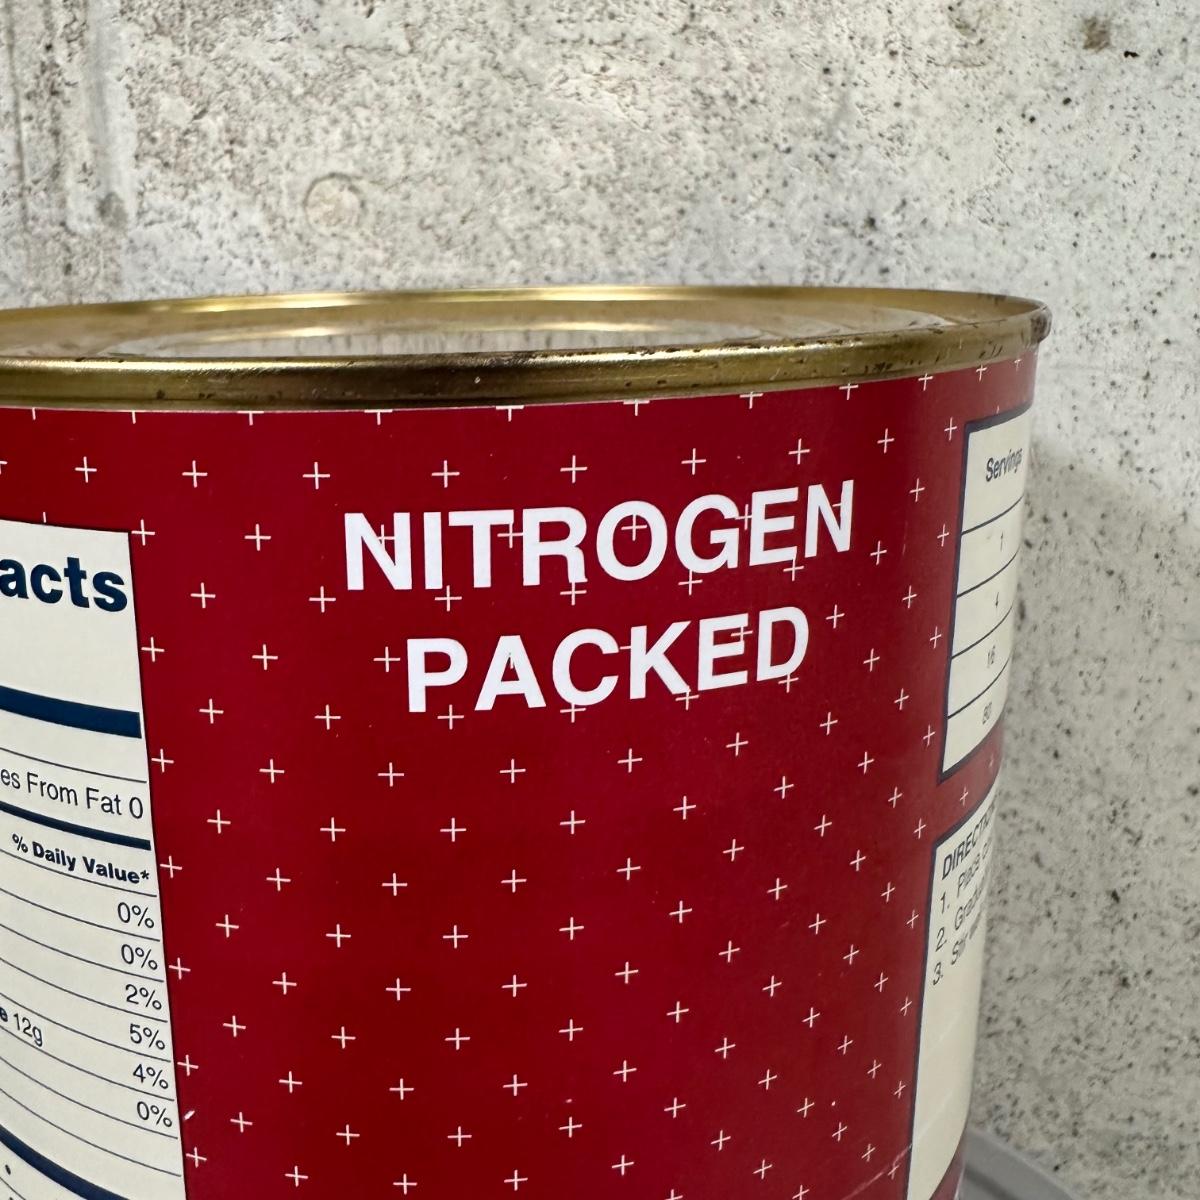 acts
es From Fat 0
% Daily Value*
0%
0%
2%
5%
12g
4%
0%
NITROGEN
PACKED
Servings
1
4
16
80
1.
2.
3.